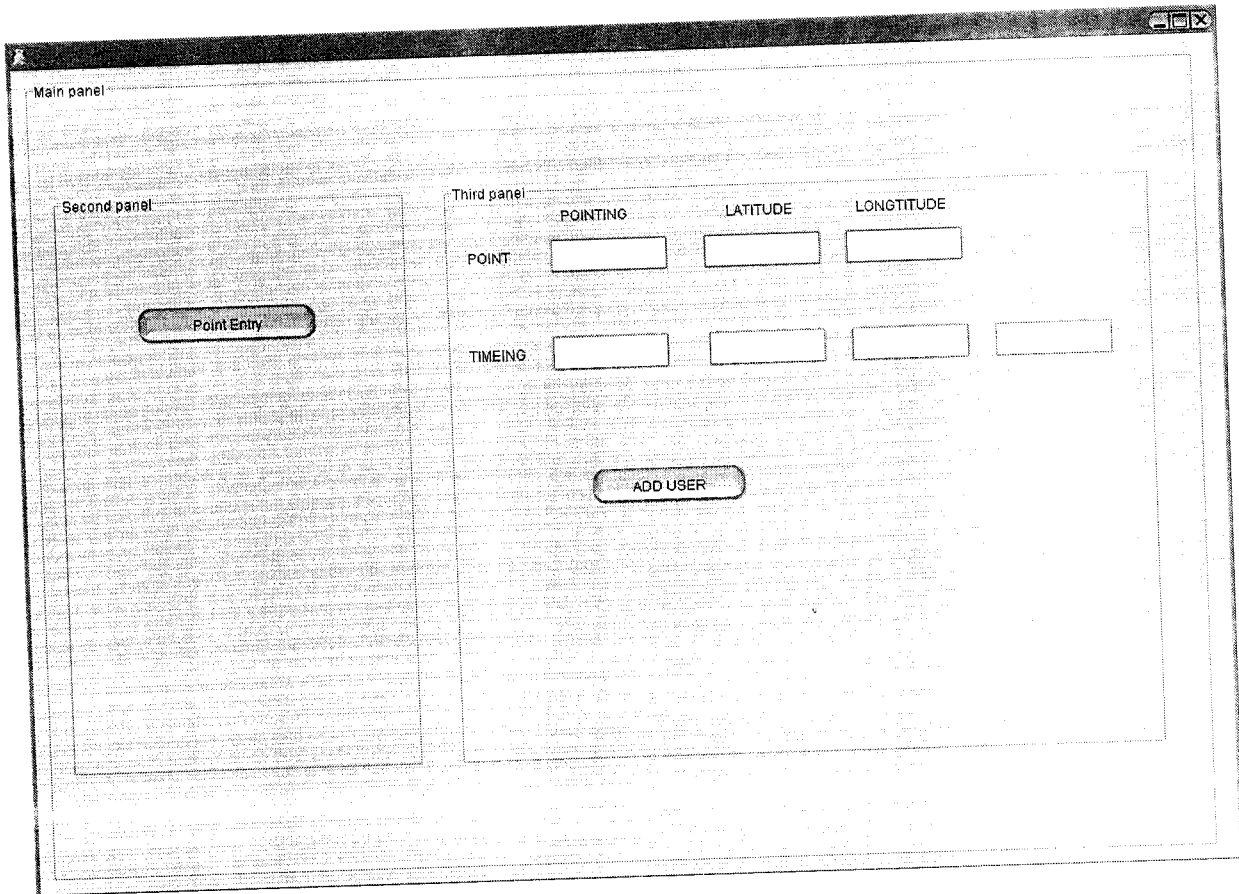 Main panel
Second panel
Point Entry
Third panel
POINTING LATITUDE LONGTITUDE
POINT
TIMEING
ADD USER